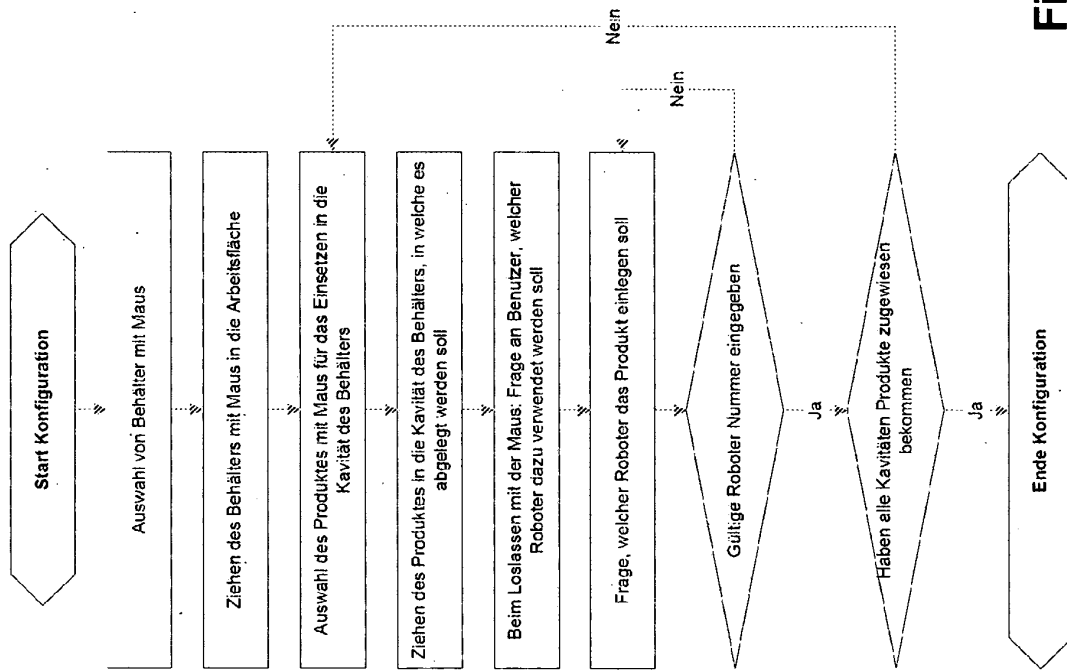 Start Konfiguration
Auswahl von Behälter mit Maus
Ziehen des Behälters mit Maus in die Arbeitsfläche
Auswahl des Produktes mit Maus für das Einsetzen in die
Kavität des Behälters
Ziehen des Produktes in die Kavität des Behälters, in welche es
abgelegt werden soll
Beim Loslassen mit der Maus: Frage an Benutzer, welcher
Roboter dazu verwendet werden soll
Frage, welcher Roboter das Produkt einlegen soll
Gültige Roboter Nummer eingegeben
Nein
Ja
Haben alle Kavitäten Produkte zugewiesen
bekommen
Nein
Ja
Ende Konfiguration
Fi